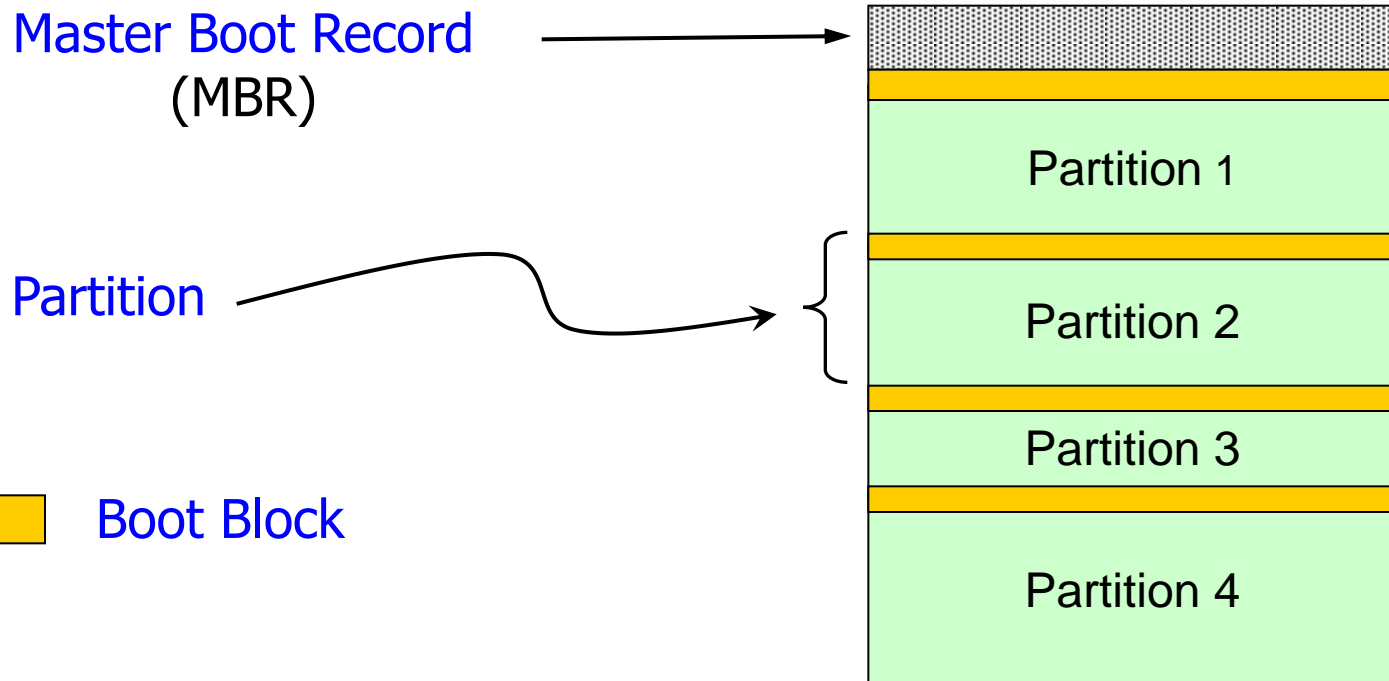 Master Boot Record
(MBR)
Partition 1
Partition
Partition 2
Partition 3
Boot Block
Partition 4